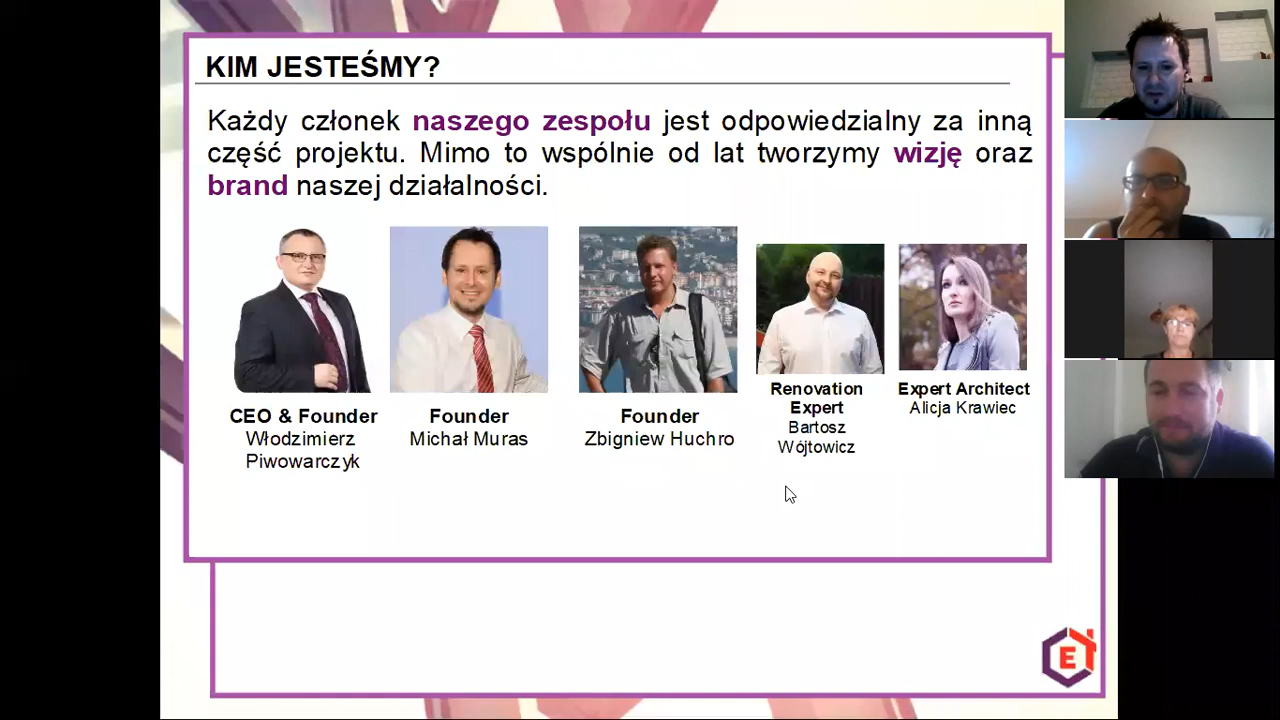 KIM JESTEŚMY?
Każdy członek naszego zespołu jest odpowiedzialny za inną
część projektu. Mimo to wspólnie od lat tworzymy wizję oraz
brand naszej działalności.
CEO & Founder
Włodzimierz
Piwowarczyk
Founder
Michał Muras
Founder
Zbigniew Huchro
Renovation
Expert
Bartosz
Wójtowicz
Expert Architect
Alicja Krawiec
E